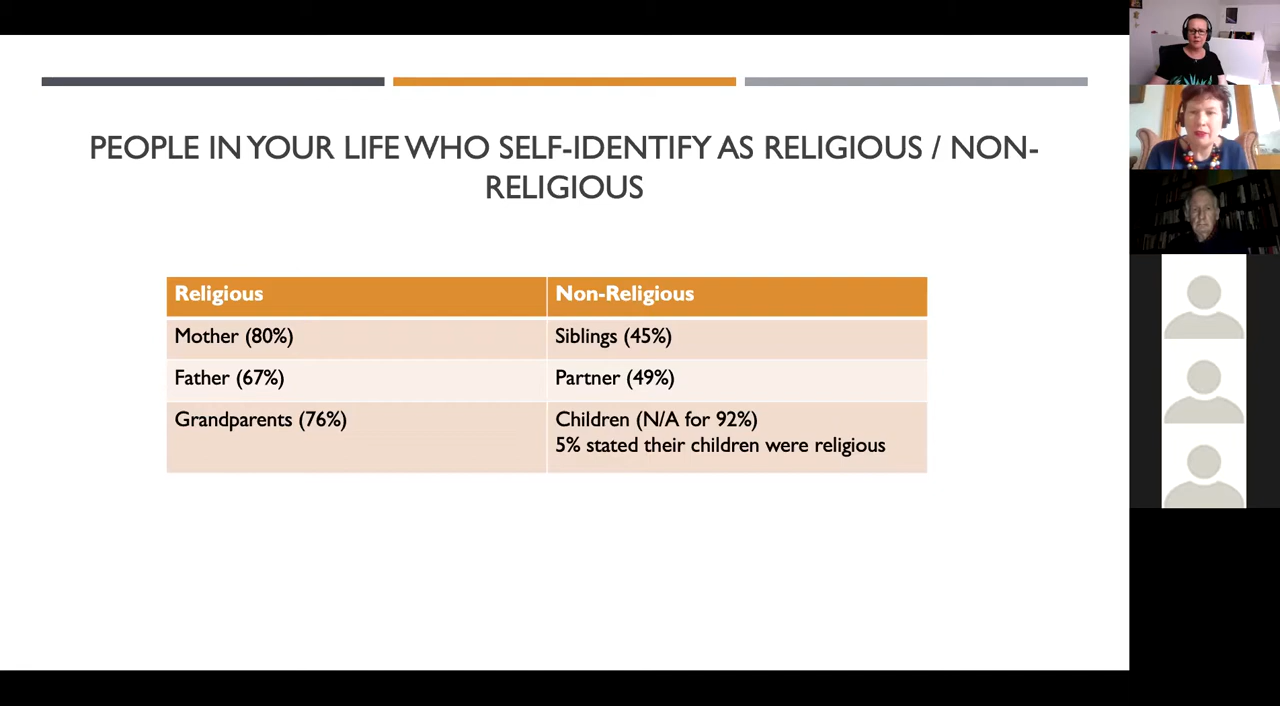 PEOPLE IN YOUR LIFE WHO SELF-IDENTIFY AS RELIGIOUS / NON-
RELIGIOUS
Religious
Non-Religious
Mother (80%)
Siblings (45%)
Father (67%)
Partner (49%)
Grandparents (76%)
Children (N/A for 92%)
5% stated their children were religious